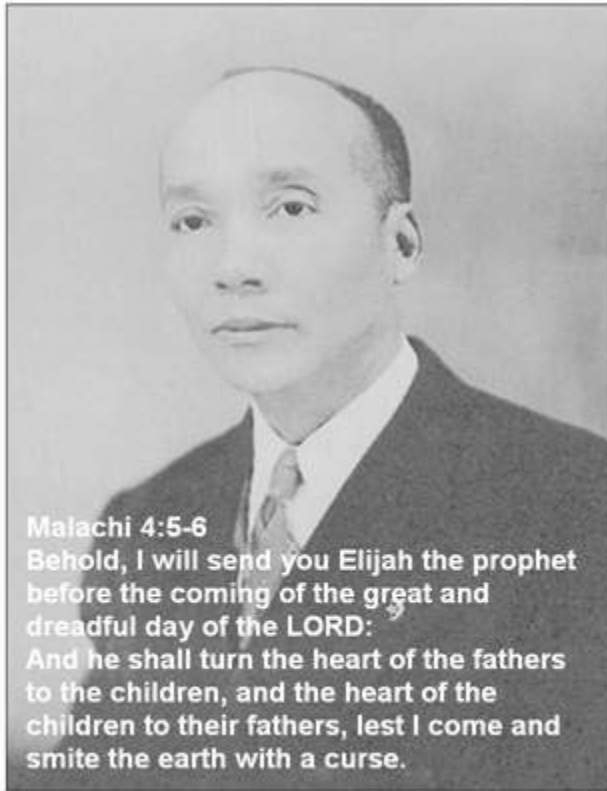 Malachi 4:5-6
Behold, I will send you Elijah the prophet
before the coming of the great and
dreadful day of the LORD:
And he shall turn the heart of the fathers
to the children, and the heart of the
children to their fathers, lest I come and
smite the earth with a curse.